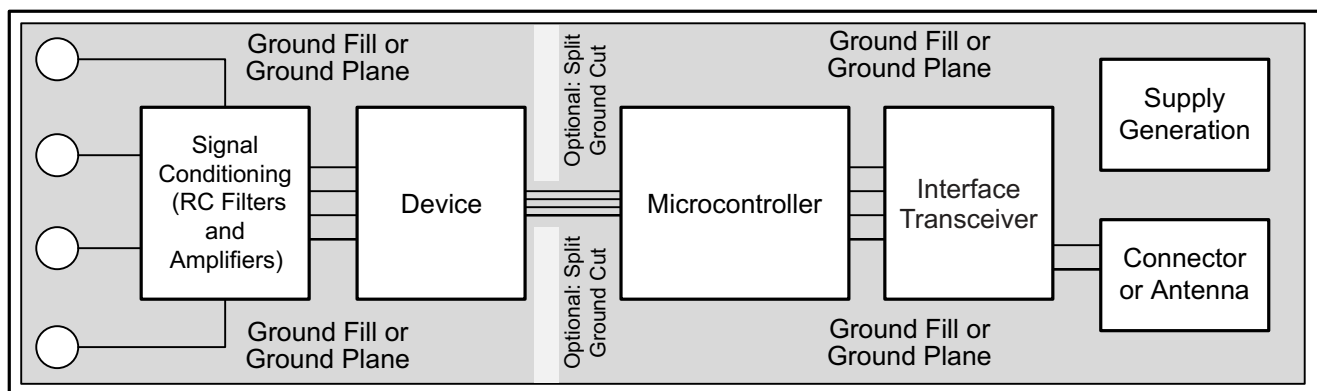 Ground Fill or
Ground Plane
Optional: Split
Ground Cut
Ground Fill or
Ground Plane
Supply
Generation
Signal
Conditioning
(RC Filters
and
Amplifiers)
Device
Microcontroller
Interface
Transceiver
Connector
or Antenna
Ground Fill or
Ground Plane
Optional: Split
Ground Cut
Ground Fill or
Ground Plane